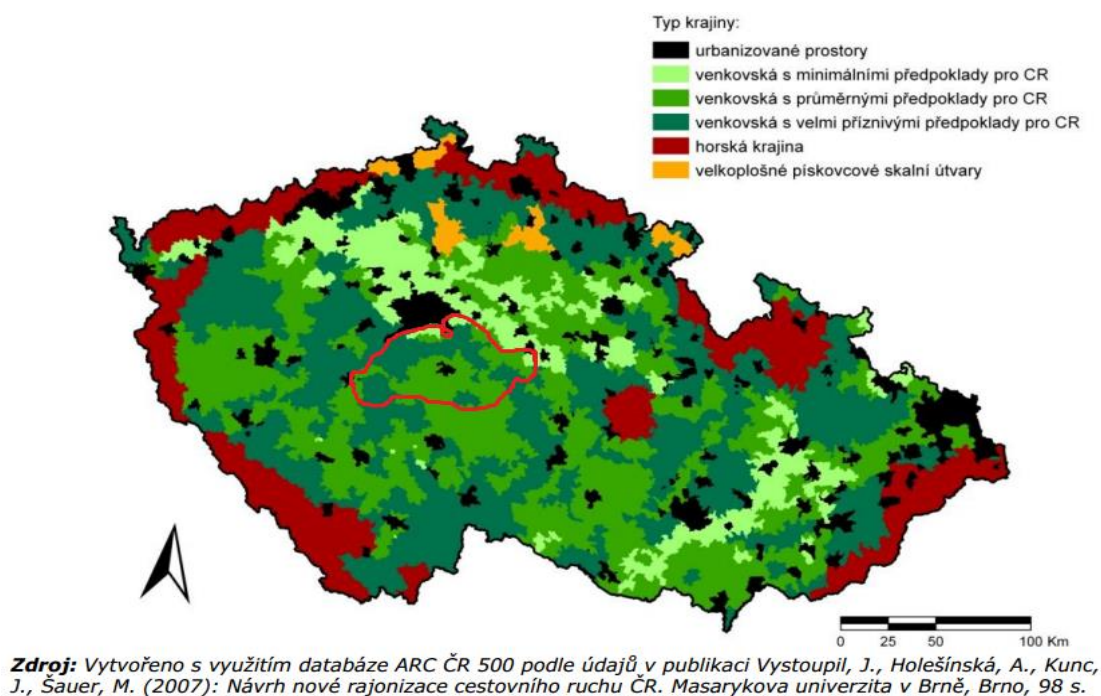 Typ krajiny:
urbanizované prostory
venkovská s minimálními předpoklady pro CR
venkovská s průměrnými předpoklady pro CR
venkovská s velmi příznivými předpoklady pro CR
horská krajina
velkoplošné pískovcové skalní útvary
0 25 50 100 Km
Zdroj: Vytvořeno s využitím databáze ARC ČR 500 podle údajů v publikaci Vystoupil, J., Holešínská, A., Kunc,
J., Šauer, M. (2007): Návrh nové rajonizace cestovního ruchu ČR. Masarykova univerzita v Brně, Brno, 98 s.